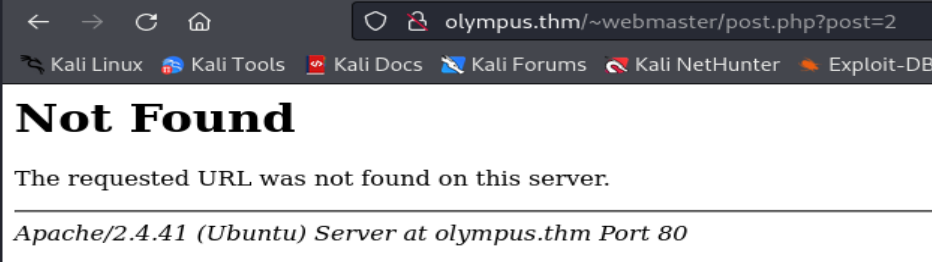 olympus.thm/~webmaster/post.php?post=2
Kali Linux Kali Tools Kali Docs Kali Forums Kali NetHunter Exploit-DB
Not Found
The requested URL was not found on this server.
Apache/2.4.41 (Ubuntu) Server at olympus.thm Port 80